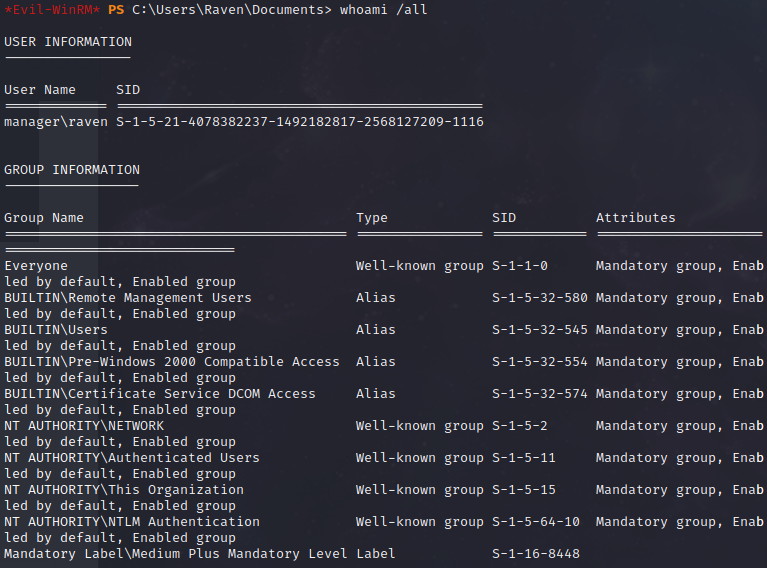 *Evil-WinRM* PS C:\Users\Raven\Documents> whoami /all
USER INFORMATION
----------------
User Name     SID
============= ==============================================
manager\raven S-1-5-21-4078382237-1492182817-2568127209-1116
GROUP INFORMATION
-----------------
Group Name                                  Type             SID          Attributes
=========================================== ================ ============ =====================
=============================
Everyone                                    Well-known group S-1-1-0      Mandatory group, Enab
led by default, Enabled group
BUILTIN\Remote Management Users             Alias            S-1-5-32-580 Mandatory group, Enab
led by default, Enabled group
BUILTIN\Users                               Alias            S-1-5-32-545 Mandatory group, Enab
led by default, Enabled group
BUILTIN\Pre-Windows 2000 Compatible Access  Alias            S-1-5-32-554 Mandatory group, Enab
led by default, Enabled group
BUILTIN\Certificate Service DCOM Access     Alias            S-1-5-32-574 Mandatory group, Enab
led by default, Enabled group
NT AUTHORITY\NETWORK                        Well-known group S-1-5-2      Mandatory group, Enab
led by default, Enabled group
NT AUTHORITY\Authenticated Users            Well-known group S-1-5-11     Mandatory group, Enab
led by default, Enabled group
NT AUTHORITY\This Organization              Well-known group S-1-5-15     Mandatory group, Enab
led by default, Enabled group
NT AUTHORITY\NTLM Authentication            Well-known group S-1-5-64-10  Mandatory group, Enab
led by default, Enabled group
Mandatory Label\Medium Plus Mandatory Level Label            S-1-16-8448